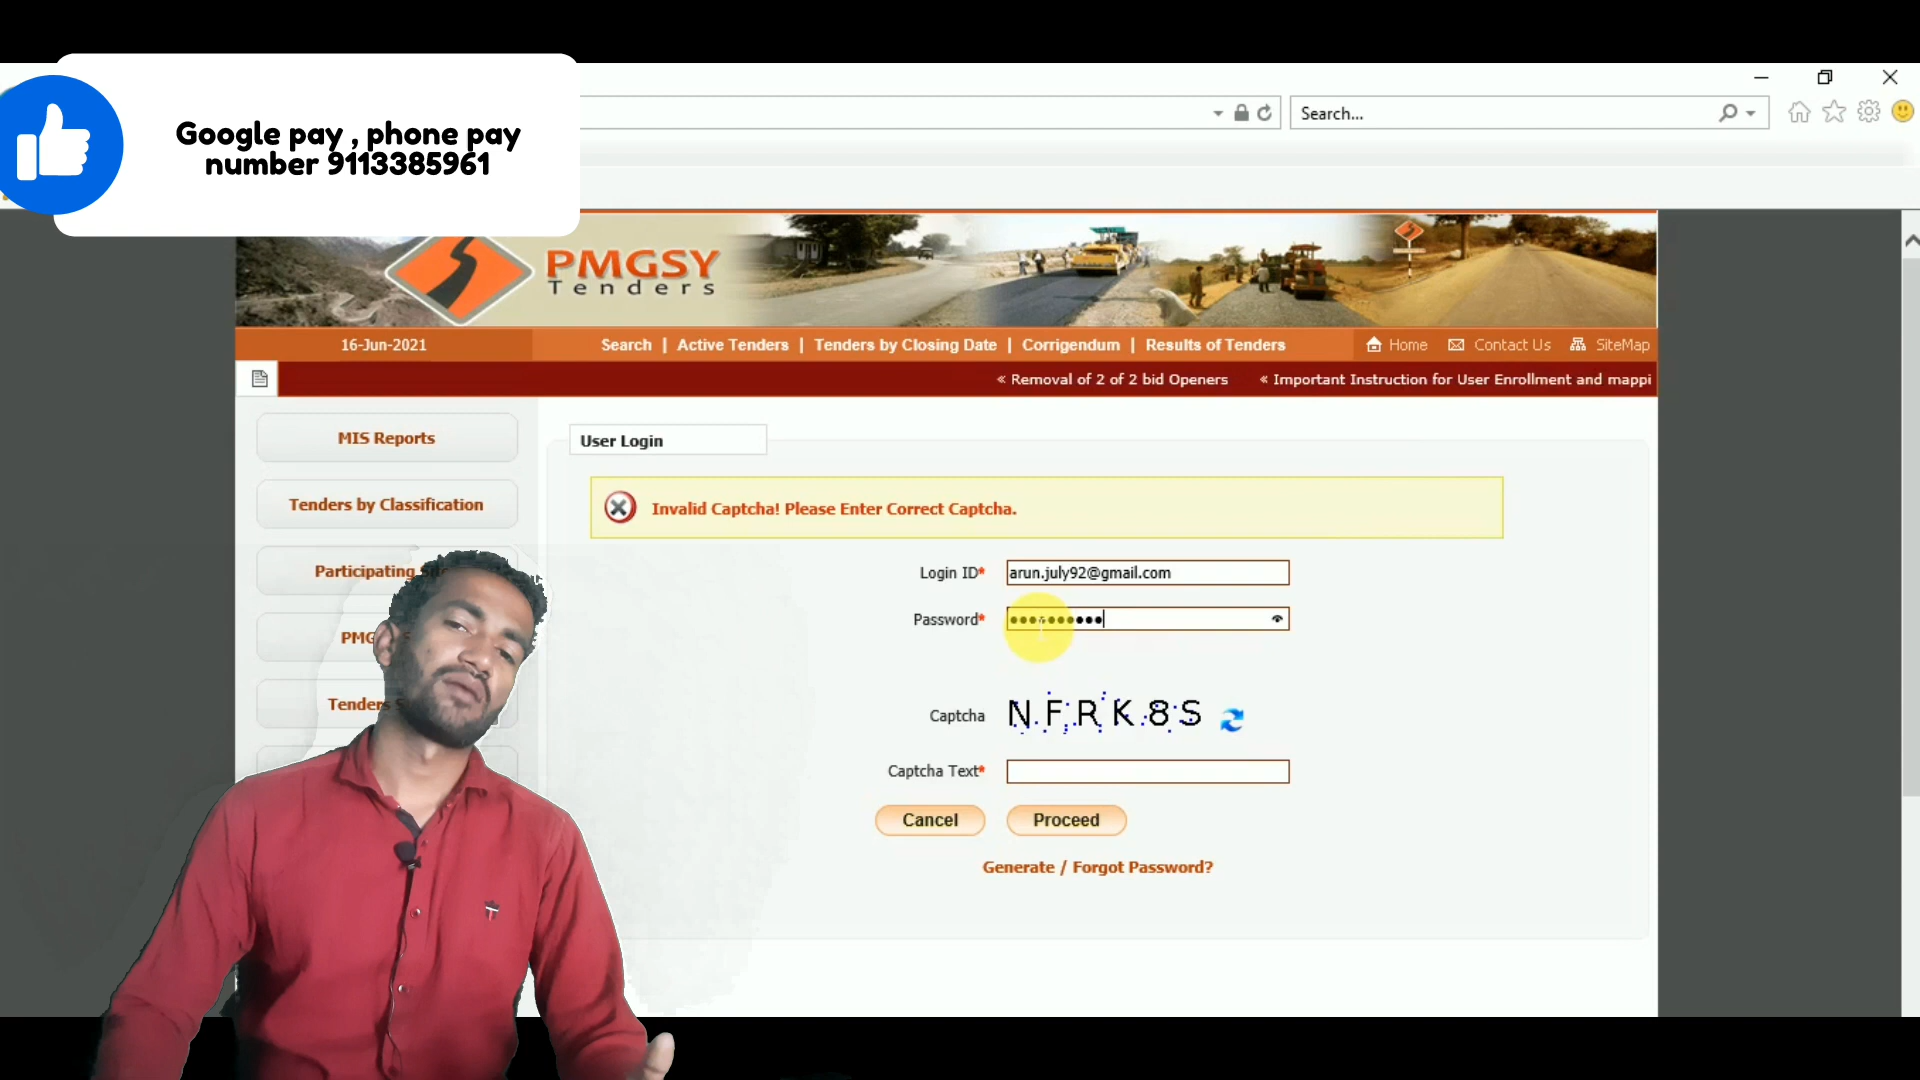 Google pay , phone pay
number 9113385961
Search...
PMGSY
Tenders
16-Jun-2021
Search | Active Tenders | Tenders by Closing Date | Corrigendum | Results of Tenders
Home
Contact Us
SiteMap
« Removal of 2 of 2 bid Openers
« Important Instruction for User Enrollment and mappi
MIS Reports
Tenders by Classification
Participating
PMG
Tenders
User Login
Invalid Captcha! Please Enter Correct Captcha.
Login ID*
arun.july92@gmail.com
Password*
Captcha
NFRK8S
Captcha Text*
Cancel
Proceed
Generate / Forgot Password?